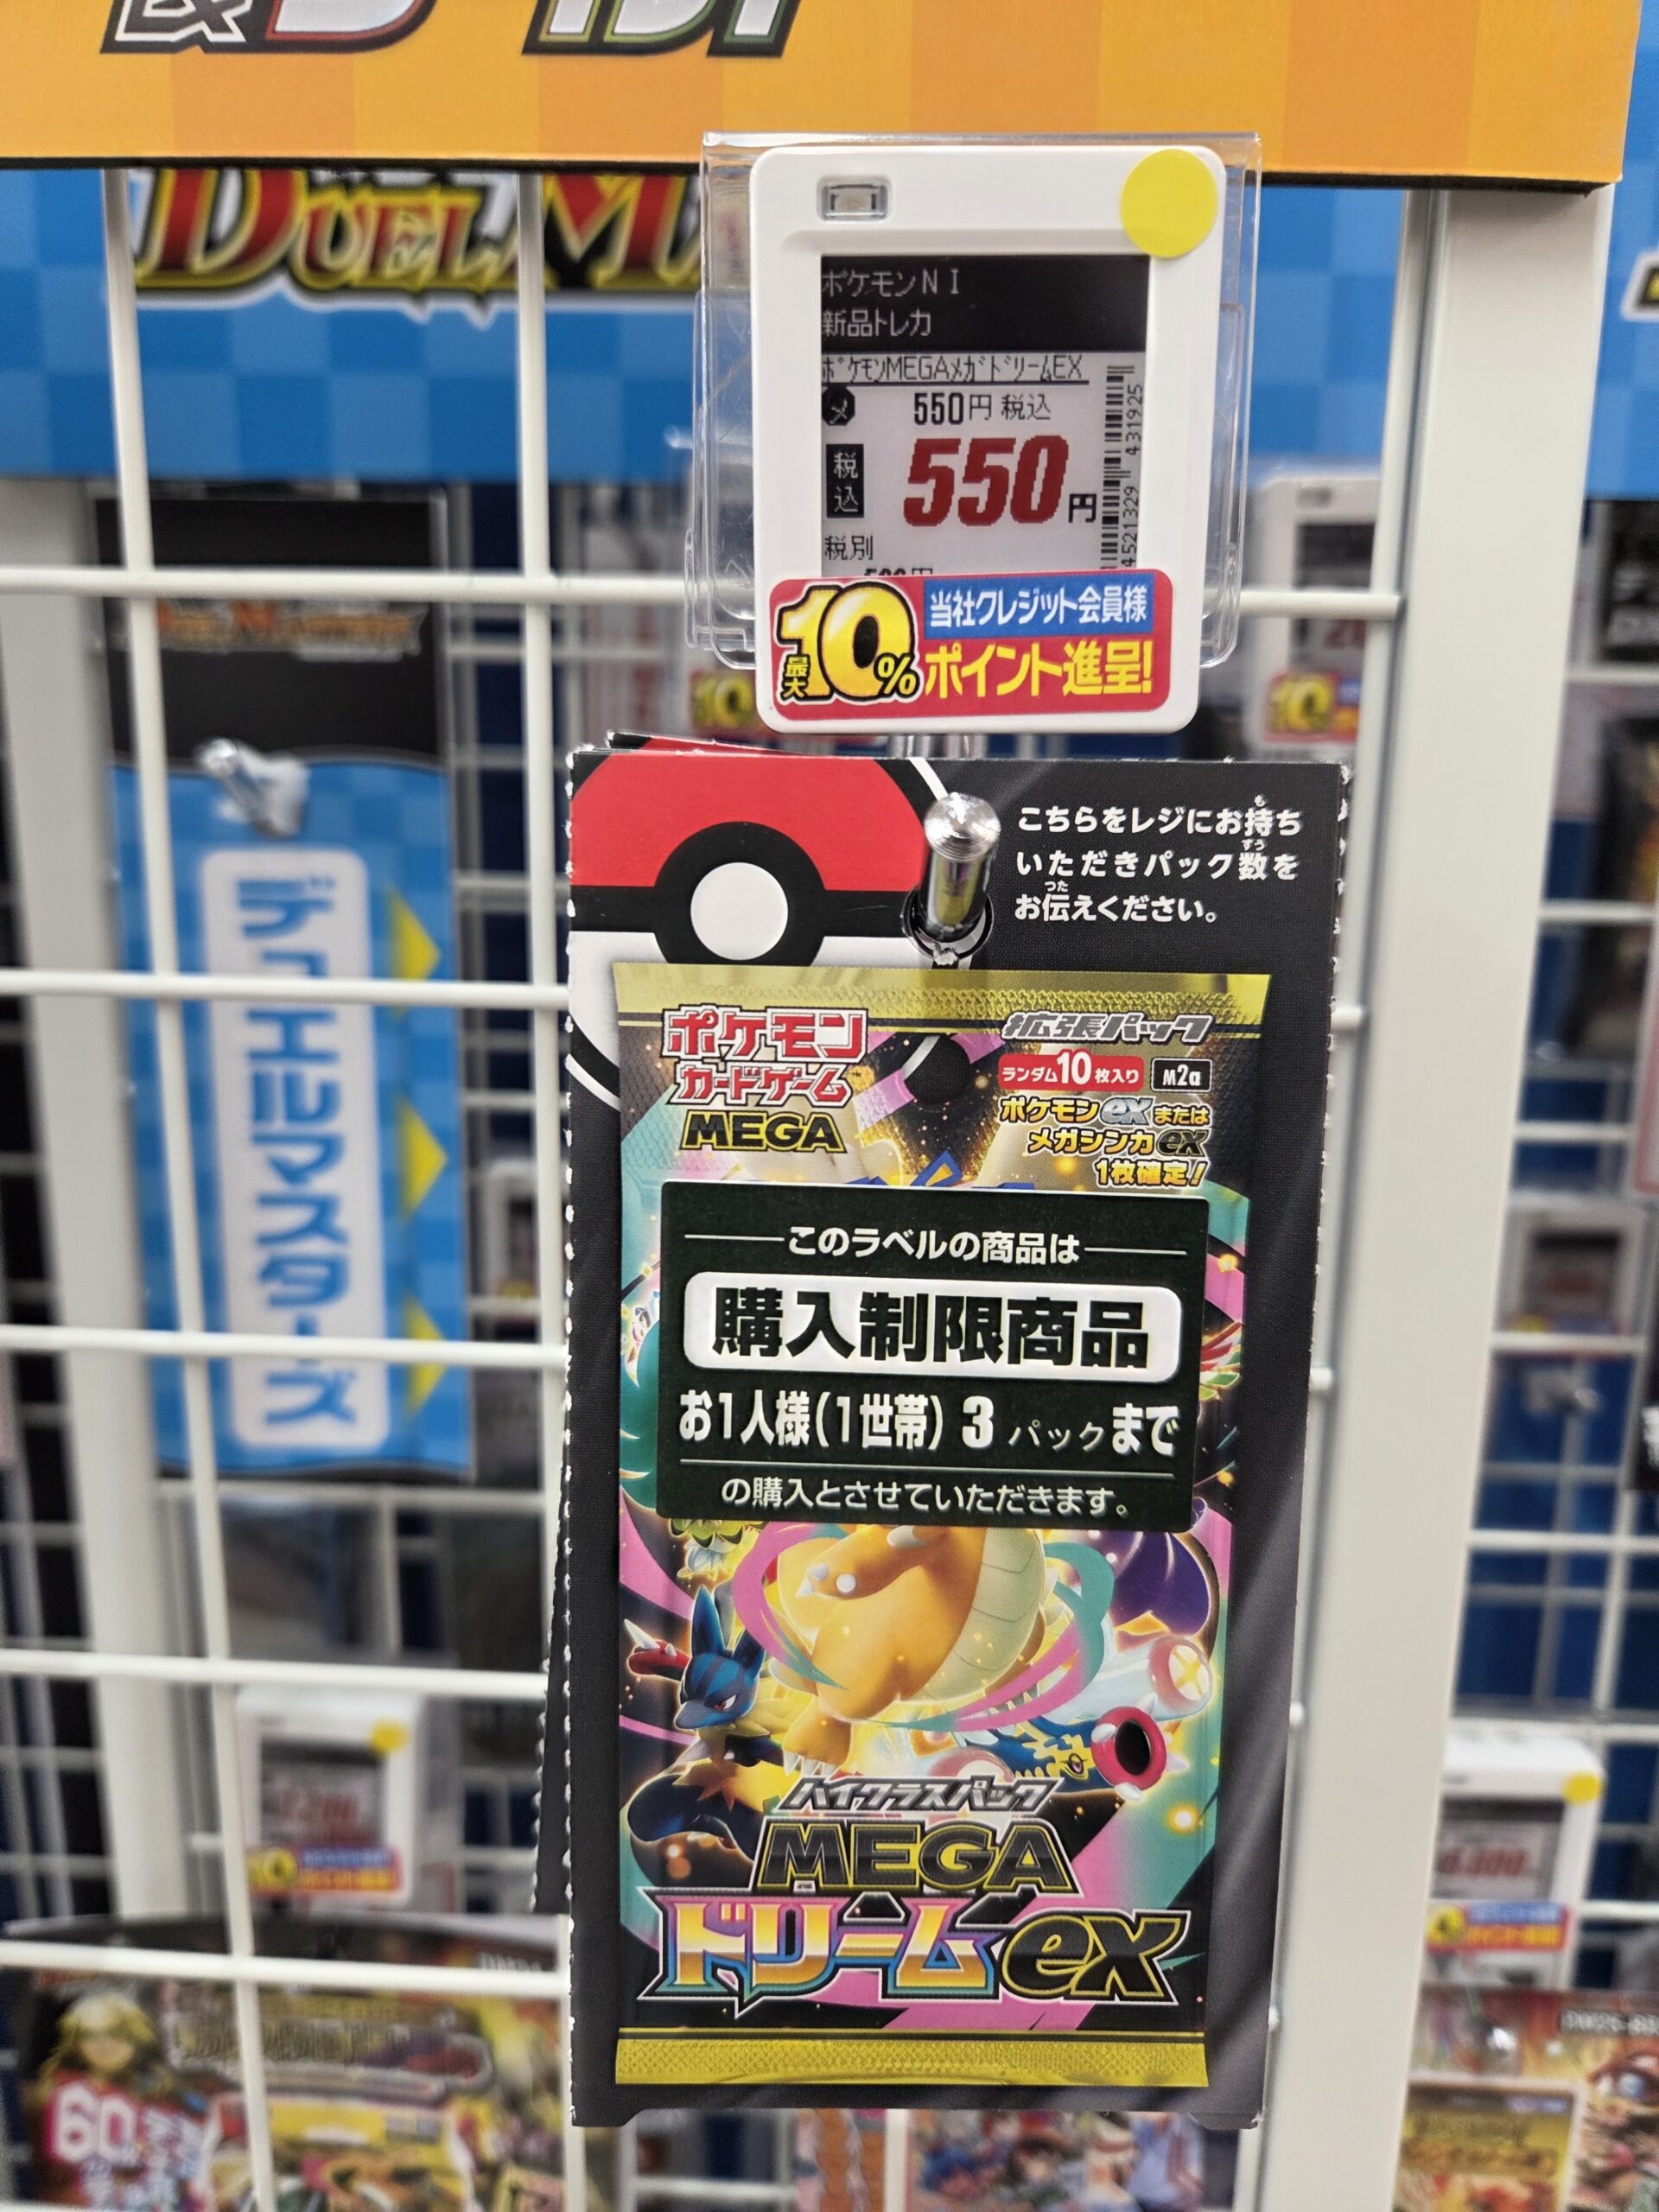 DUEL MA
ポケモンＮＩ
新品トレカ
ﾎﾟｹﾓﾝMEGAﾒｶﾞﾄﾞﾘｰﾑEX
メ 550円 税込
税込 550円
税別
4521329 431925
最大10% 当社クレジット会員様
ポイント進呈!
こちらをレジにお持ち
いただきパック数を
お伝えください。
ポケモン
カードゲーム
MEGA
拡張パック
ランダム10枚入り M2a
ポケモンexまたは
メガシンカex
1枚確定!
このラベルの商品は
購入制限商品
お1人様(1世帯) 3 パックまで
の購入とさせていただきます。
ハイクラスパック
MEGA
ドリームex
デュエルマスターズ